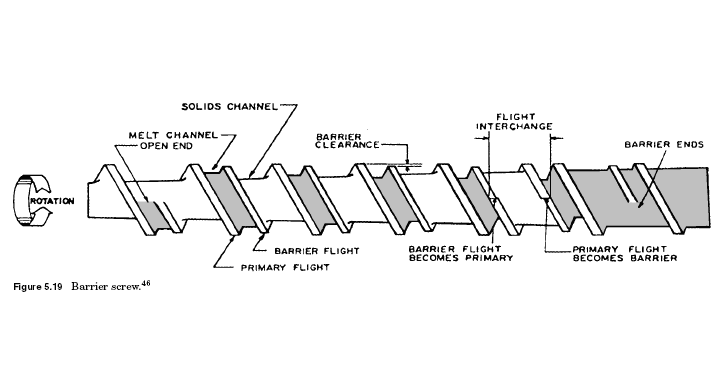 SOLIDS CHANNEL
MELT CHANNEL
OPEN END
BARRIER
CLEARANCE
FLIGHT
INTERCHANGE
BARRIER ENDS
ROTATION
BARRIER FLIGHT
PRIMARY FLIGHT
BARRIER FLIGHT
BECOMES PRIMARY
PRIMARY FLIGHT
BECOMES BARRIER
Figure 5.19 Barrier screw.46